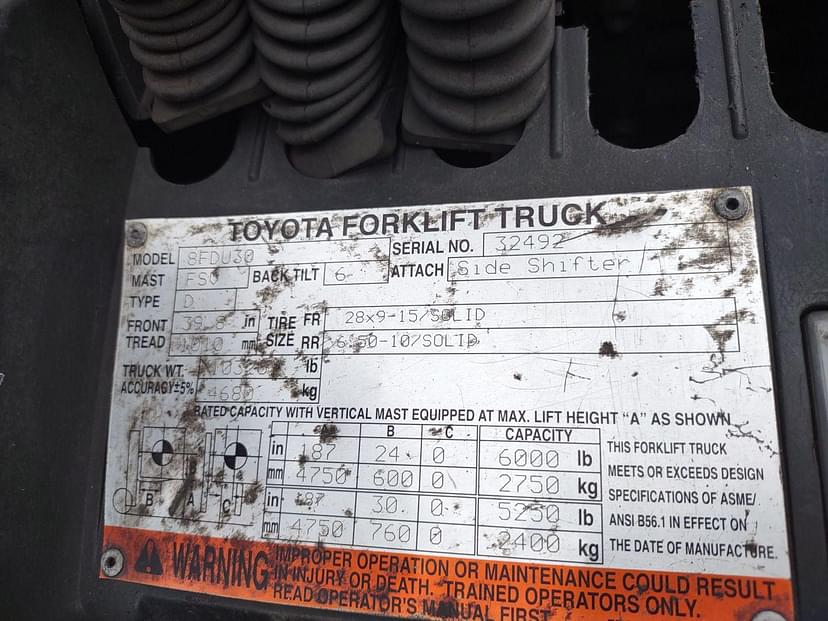 TOYOTA FORKLIFT TRUCK
MODEL 8FDU30 SERIAL NO. 32492
MAST FSV BACK TILT 6 ATTACH Side Shifter
TYPE D
FRONT TREAD 39.8 in 1010 mm
TIRE SIZE FR 28x9-15/SOLID
RR 6.50-10/SOLID
TRUCK WT. lb
ACCURACY±5% 4680 kg
RATED CAPACITY WITH VERTICAL MAST EQUIPPED AT MAX. LIFT HEIGHT "A" AS SHOWN
A B C CAPACITY
in 187 24 0 6000 lb
mm 4750 600 0 2750 kg
in 187 30 0 5250 lb
mm 4750 760 0 2400 kg
B A C
B
THIS FORKLIFT TRUCK
MEETS OR EXCEEDS DESIGN
SPECIFICATIONS OF ASME/
ANSI B56.1 IN EFFECT ON
THE DATE OF MANUFACTURE.
WARNING
IMPROPER OPERATION OR MAINTENANCE COULD RESULT
IN INJURY OR DEATH. TRAINED OPERATORS ONLY.
READ OPERATOR'S MANUAL FIRST